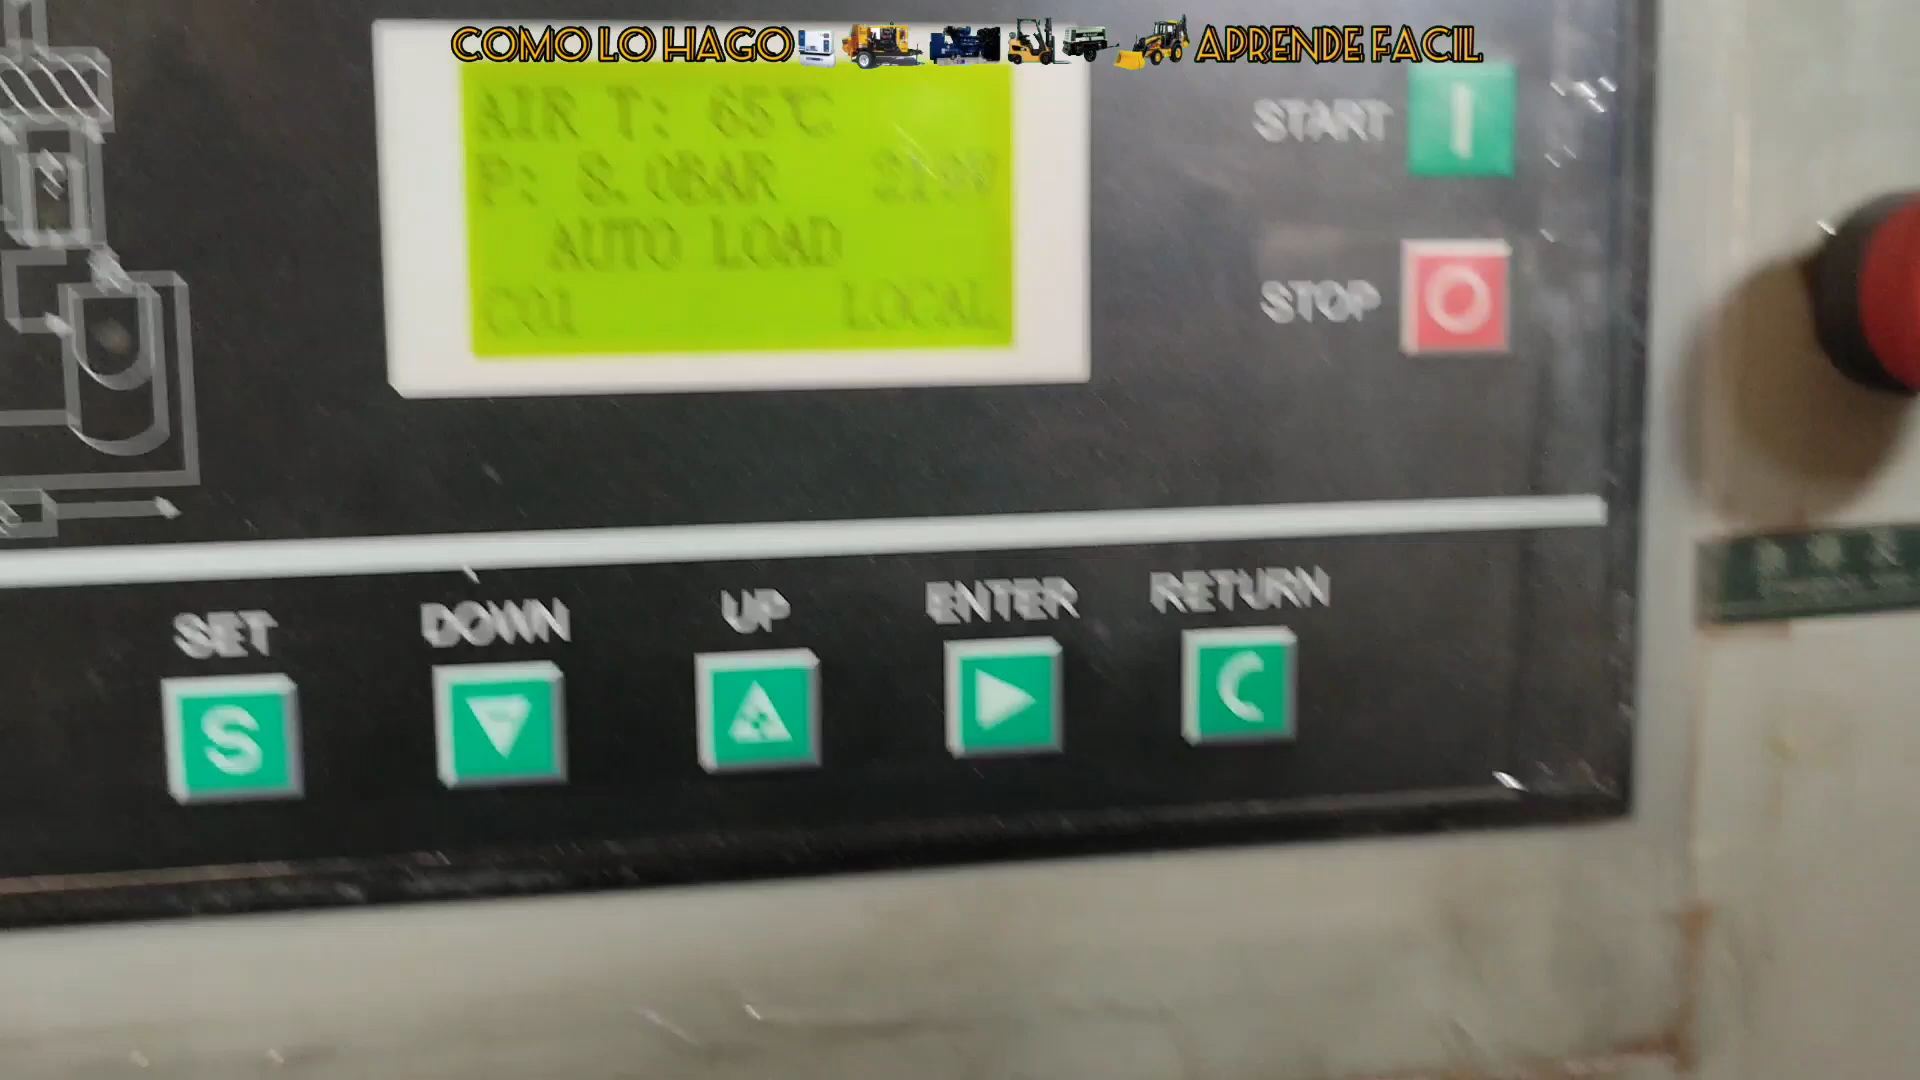 COMO LO HAGO APRENDE FACIL
AIR T: 65℃
P: 8.0BAR
AUTO LOAD
C01 LOCAL
START
STOP
SET DOWN UP ENTER RETURN
S